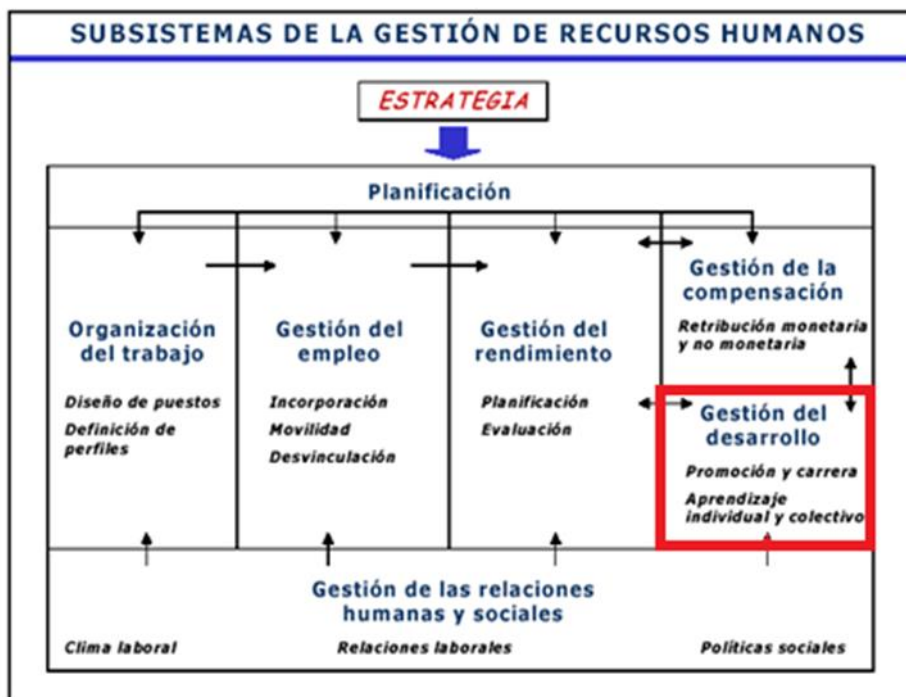 SUBSISTEMAS DE LA GESTIÓN DE RECURSOS HUMANOS
ESTRATEGIA
Planificación
Organización
del trabajo
Diseño de puestos
Definición de
perfiles
Gestión del
empleo
Incorporación
Movilidad
Desvinculación
Gestión del
rendimiento
Planificación
Evaluación
Gestión de la
compensación
Retribución monetaria
y no monetaria
Gestión del
desarrollo
Promoción y carrera
Aprendizaje
individual y colectivo
Gestión de las relaciones
humanas y sociales
Clima laboral
Relaciones laborales
Políticas sociales